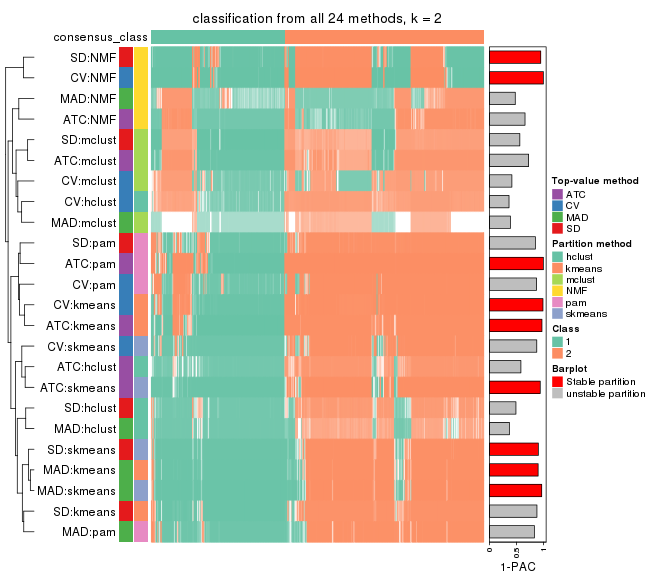 classification from all 24 methods, k = 2
consensus_class
SD:NMF
CV:NMF
MAD:NMF
ATC:NMF
SD:mclust
ATC:mclust
CV:mclust
CV:hclust
MAD:mclust
SD:pam
ATC:pam
CV:pam
CV:kmeans
ATC:kmeans
CV:skmeans
ATC:hclust
ATC:skmeans
SD:hclust
MAD:hclust
SD:skmeans
MAD:kmeans
MAD:skmeans
SD:kmeans
MAD:pam
0
0.5
1
1-PAC
Top-value method
ATC
CV
MAD
SD
Partition method
hclust
kmeans
mclust
NMF
pam
skmeans
Class
1
2
Barplot
Stable partition
unstable partition